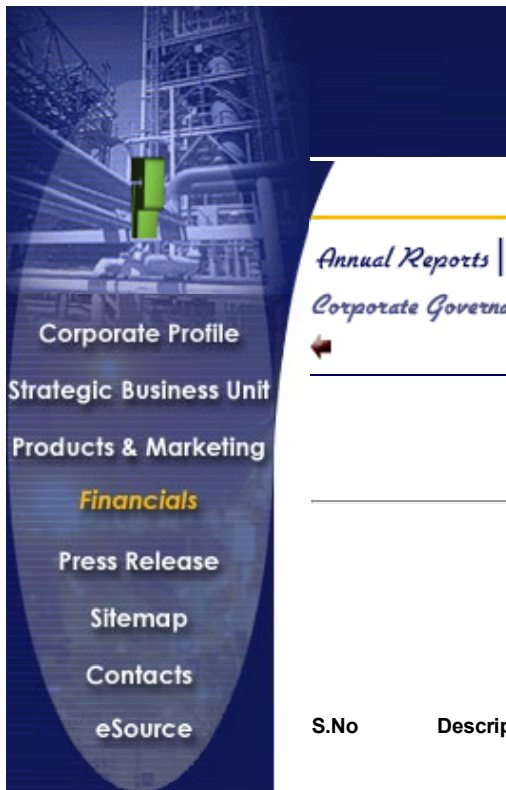 Annual Reports |
Corporate Governa
Corporate Profile
Strategic Business Unit
Products & Marketing
Financials
Press Release
Sitemap
Contacts
eSource
S.No Descrip